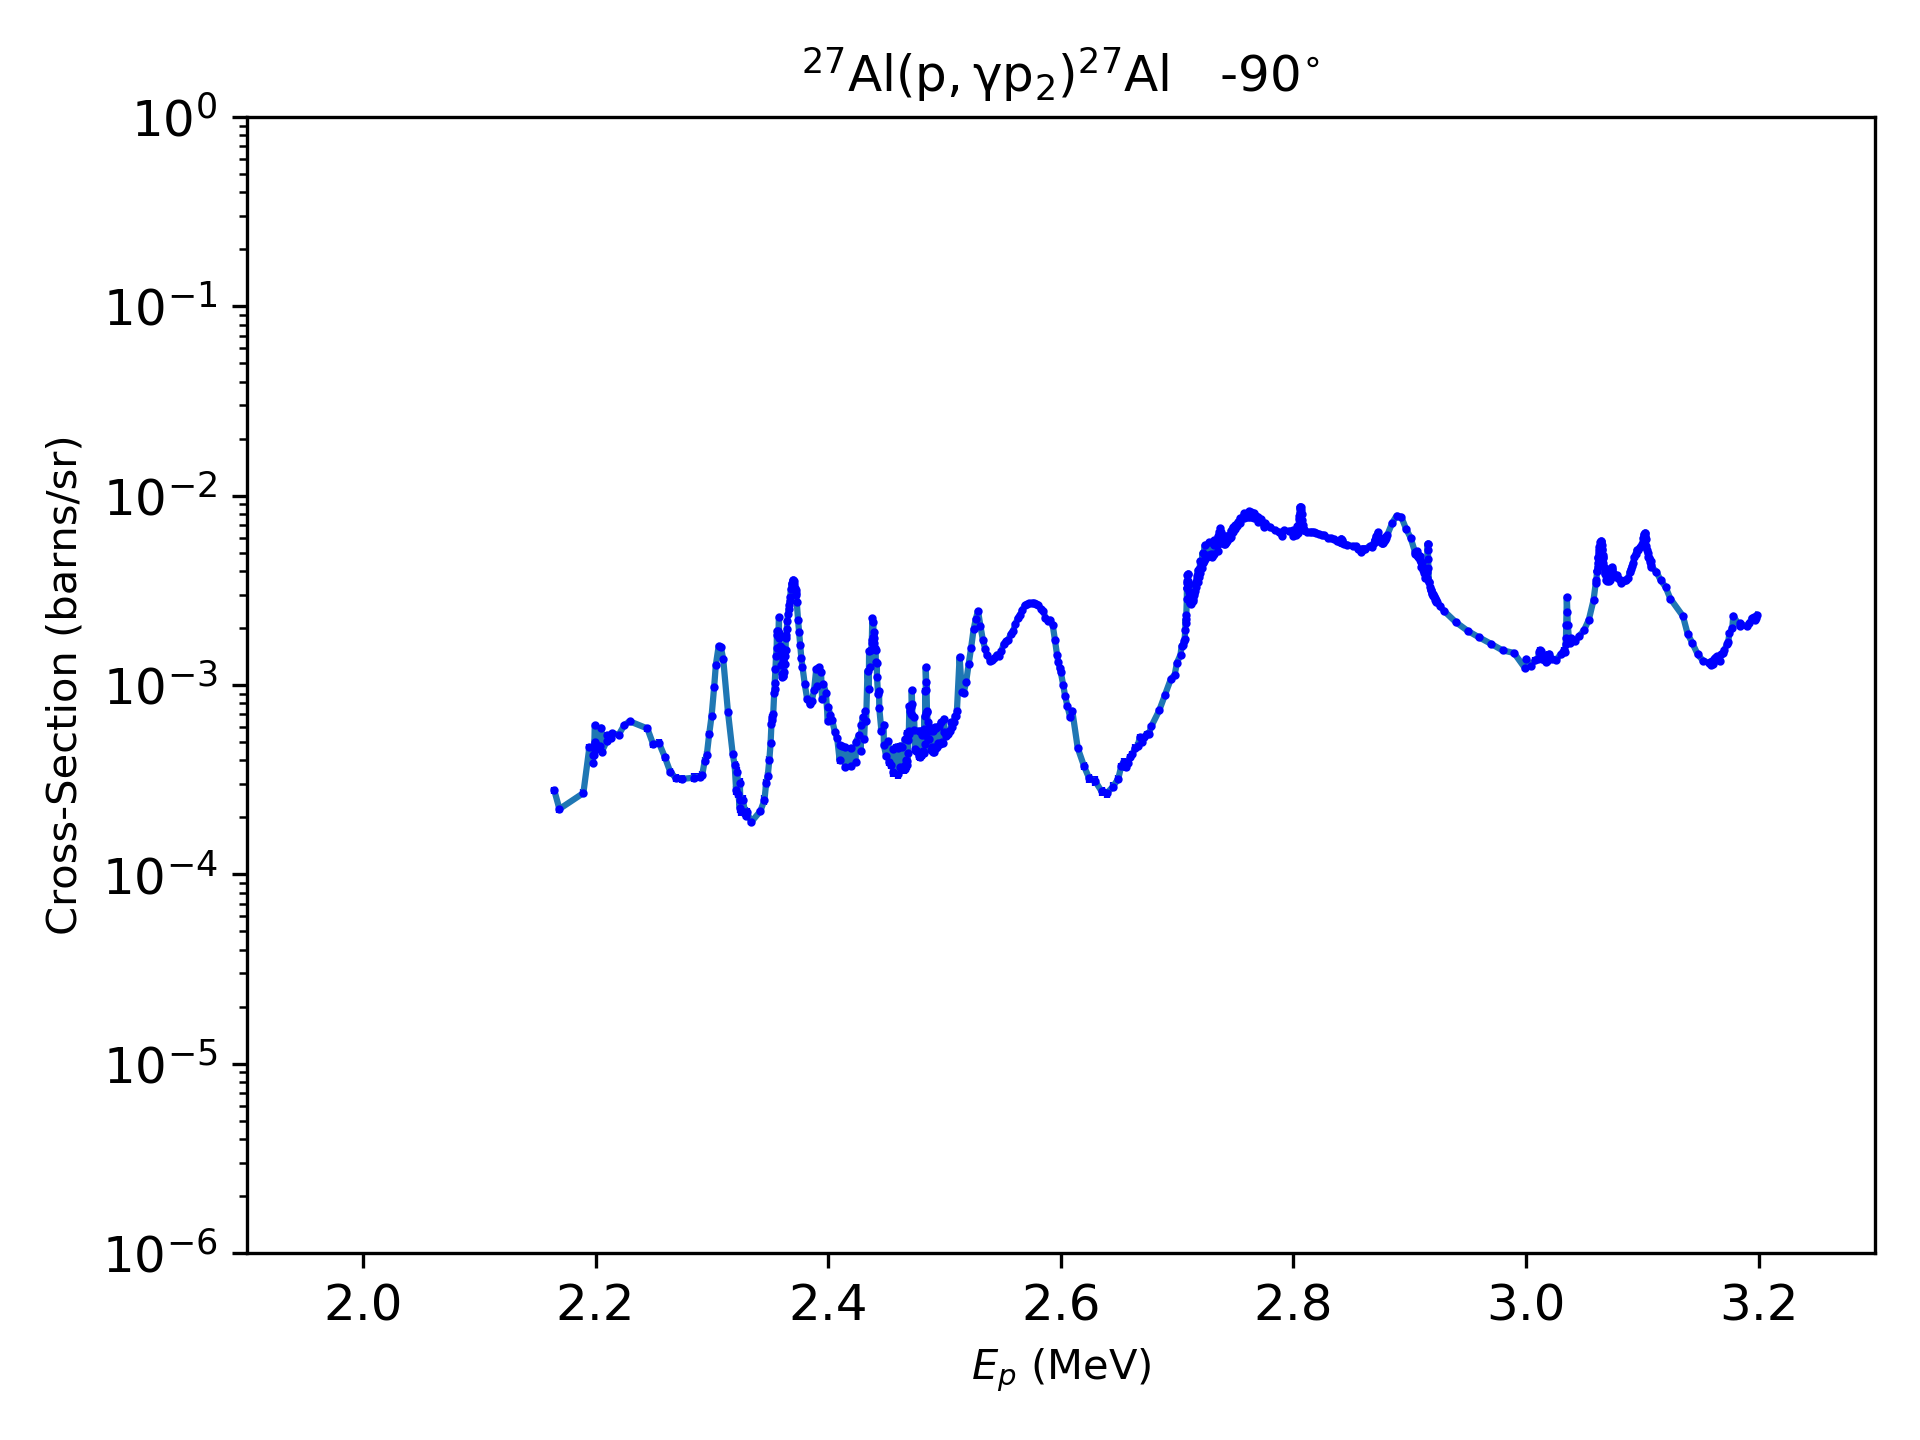 ²⁷Al(p, γp₂)²⁷Al -90°
10⁰
10⁻¹
10⁻²
10⁻³
10⁻⁴
10⁻⁵
10⁻⁶
Cross-Section (barns/sr)
2.0 2.2 2.4 2.6 2.8 3.0 3.2
Eₚ (MeV)